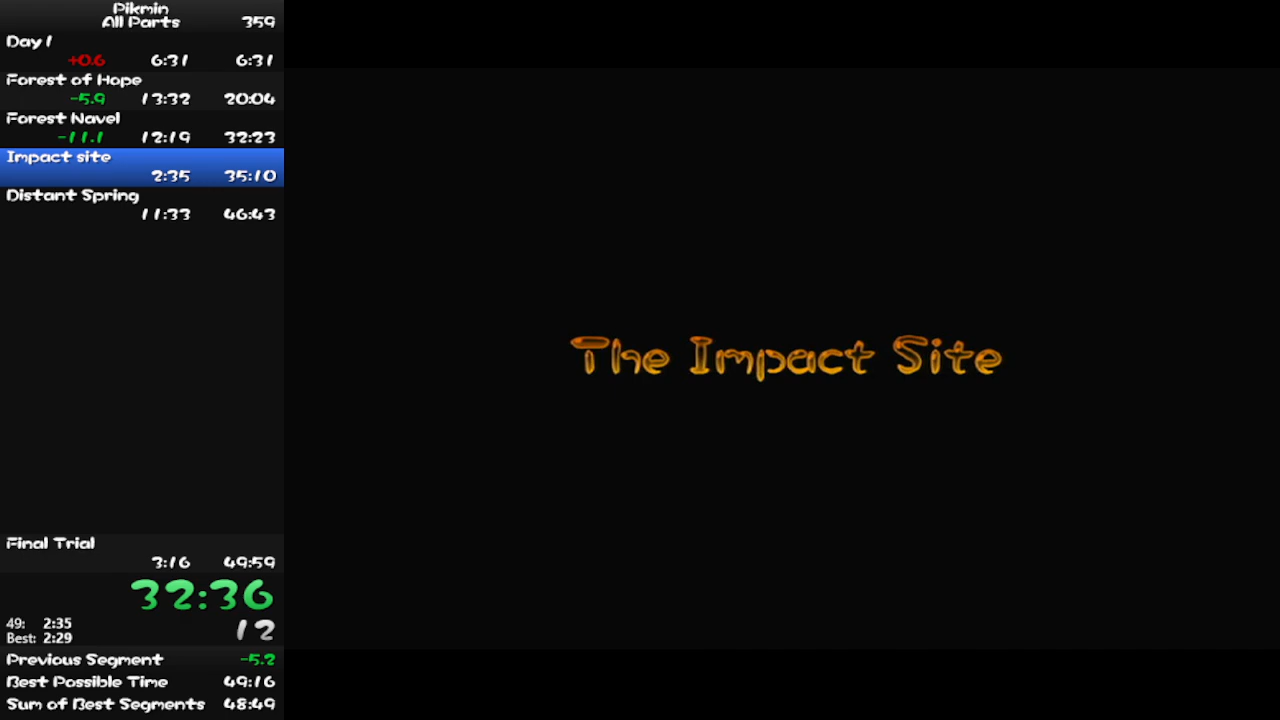 Pikmin
All Parts 359
Day 1
+0.6 6:31 6:31
Forest of Hope
-5.9 13:32 20:04
Forest Navel
-11.1 12:19 32:23
Impact site
2:35 35:10
Distant Spring
11:33 46:43
The Impact Site
Final Trial
3:16 49:59
32:36
49: 2:35
Best: 2:29
12
Previous Segment -5.2
Best Possible Time 49:16
Sum of Best Segments 48:49